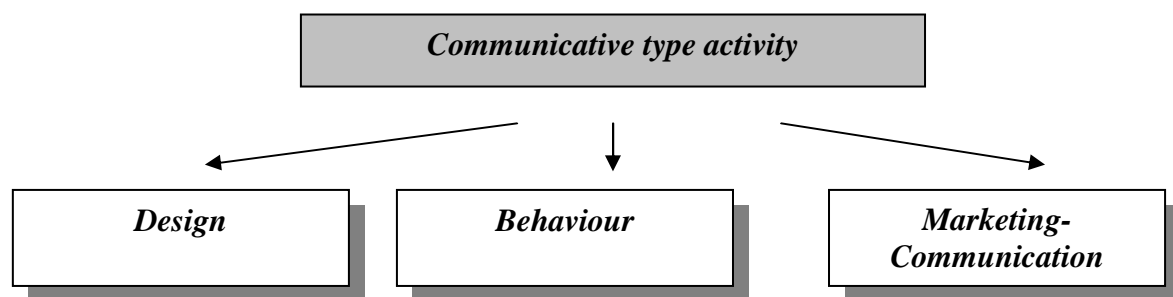 Communicative type activity
Design
Behaviour
Marketing-
Communication